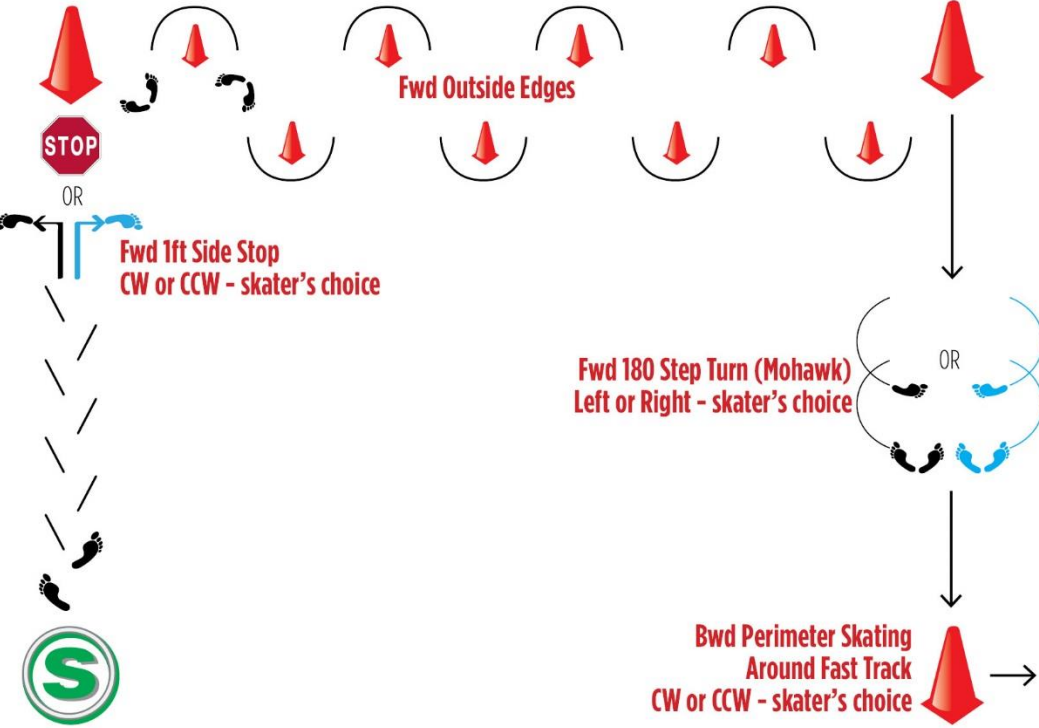 Fwd Outside Edges
STOP
OR
Fwd 1ft Side Stop
CW or CCW - skater's choice
OR
Fwd 180 Step Turn (Mohawk)
Left or Right - skater's choice
Bwd Perimeter Skating
Around Fast Track
CW or CCW - skater's choice
S